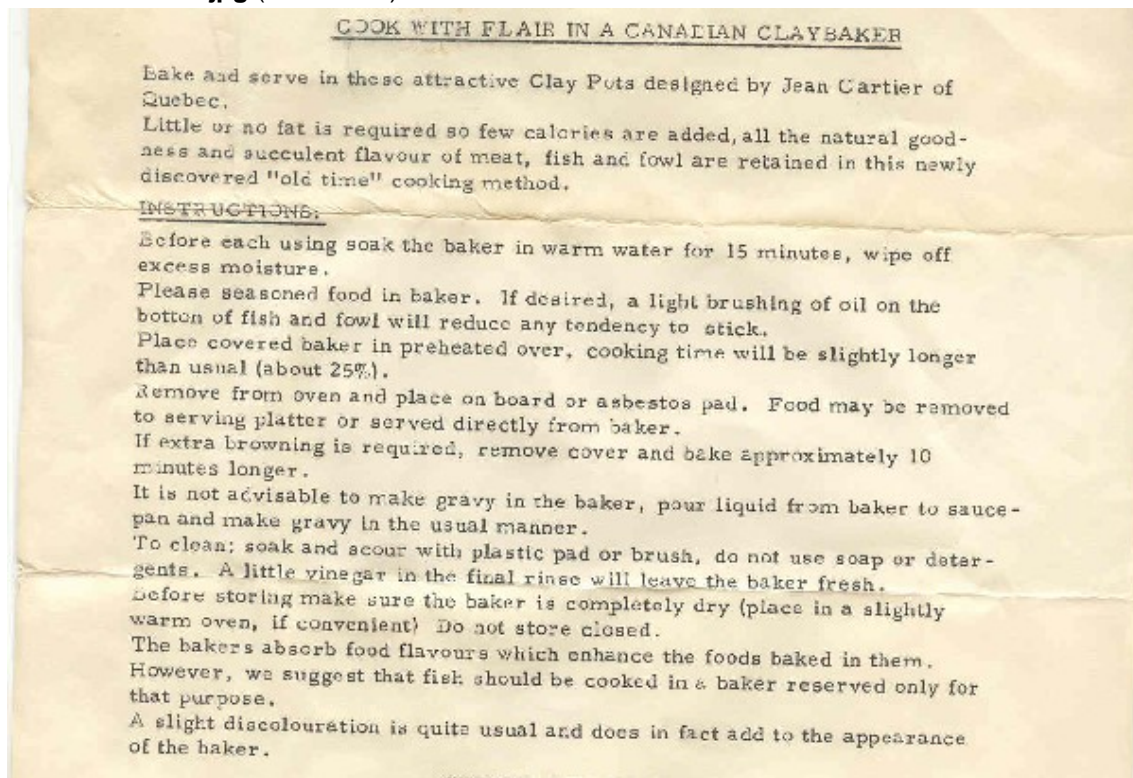 COOK WITH FLAIR IN A CANADIAN CLAYBAKER
Bake and serve in these attractive Clay Pots designed by Jean Cartier of
Quebec.
Little or no fat is required so few calories are added, all the natural good-
ness and succulent flavour of meat, fish and fowl are retained in this newly
discovered "old time" cooking method.
INSTRUCTIONS:
Before each using soak the baker in warm water for 15 minutes, wipe off
excess moisture.
Please seasoned food in baker. If desired, a light brushing of oil on the
botton of fish and fowl will reduce any tendency to stick.
Place covered baker in preheated over, cooking time will be slightly longer
than usual (about 25%).
Remove from oven and place on board or asbestos pad. Food may be removed
to serving platter or served directly from baker.
If extra browning is required, remove cover and bake approximately 10
minutes longer.
It is not advisable to make gravy in the baker, pour liquid from baker to sauce-
pan and make gravy in the usual manner.
To clean; soak and scour with plastic pad or brush, do not use soap or deter-
gents. A little vinegar in the final rinse will leave the baker fresh.
Before storing make sure the baker is completely dry (place in a slightly
warm oven, if convenient) Do not store closed.
The bakers absorb food flavours which enhance the foods baked in them.
However, we suggest that fish should be cooked in a baker reserved only for
that purpose.
A slight discolouration is quite usual and does in fact add to the appearance
of the baker.